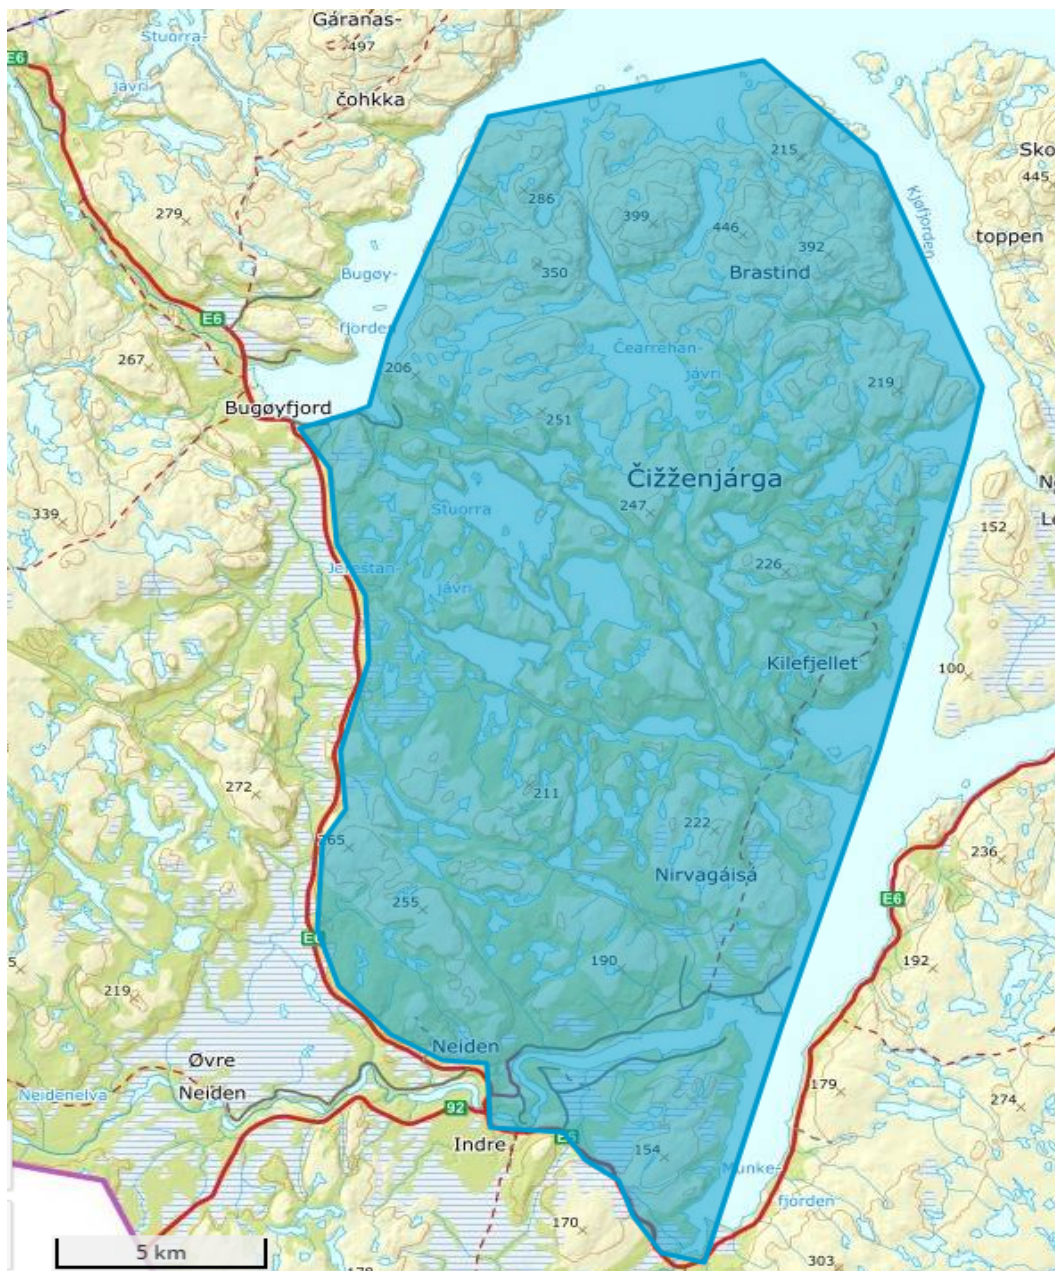 Gáranas-
497
Stuorra-
E6
jávri
čohkka
Sko
215
445
286
399
Kjøfjorden
279
446
392
toppen
350
Brastind
Bugøy-
E6
fjorden
Čearrehan-
267
206
jávri
219
Bugøyfjord
251
Čižženjárga
247
Stuorra
339
152
226
jávri
Kilefjellet
100
272
211
222
265
236
Nirvagáisá
255
E6
E6
190
192
219
Neiden
Øvre
Neiden
Neidenelva
179
92
274
E6
Indre
154
Munke-
fjorden
170
303
5 km